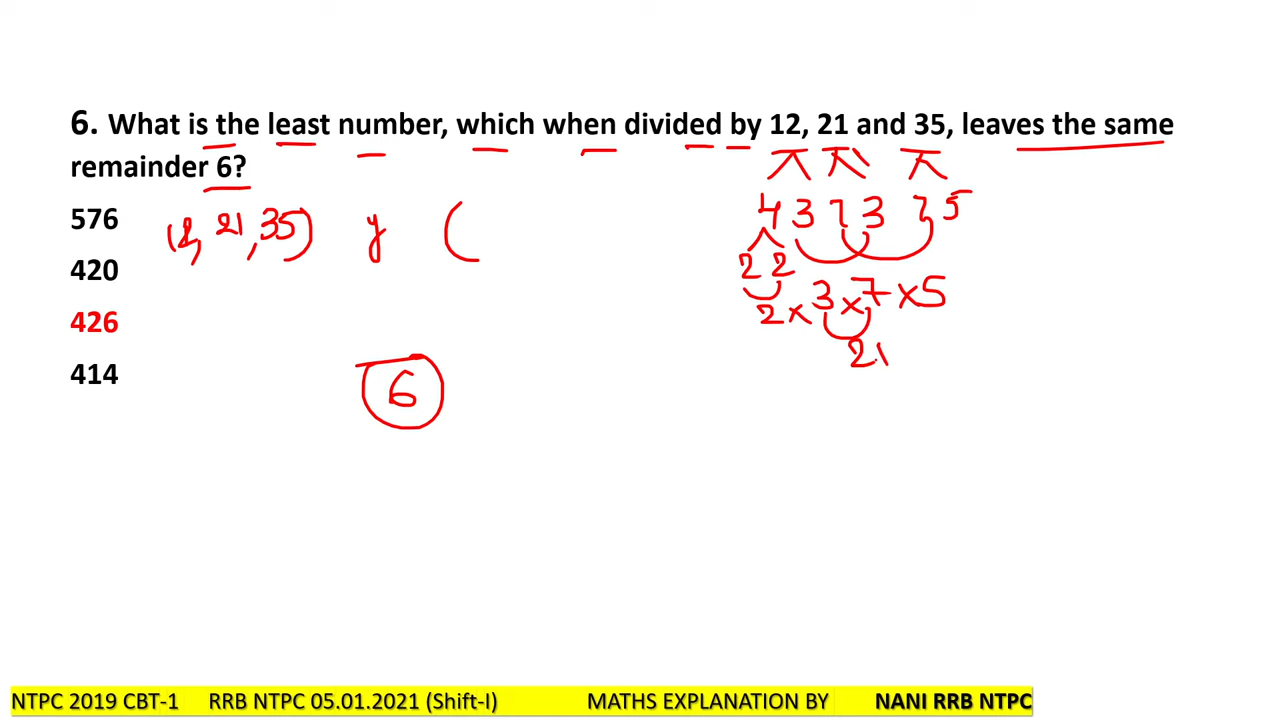 6. What is the least number, which when divided by 12, 21 and 35, leaves the same
remainder 6?
576
420
426
414
12, 21, 35) y (
4 3 7 3 7 5
2 2
2 × 3 × 7 × 5
21
6
NTPC 2019 CBT-1 RRB NTPC 05.01.2021 (Shift-I) MATHS EXPLANATION BY NANI RRB NTPC